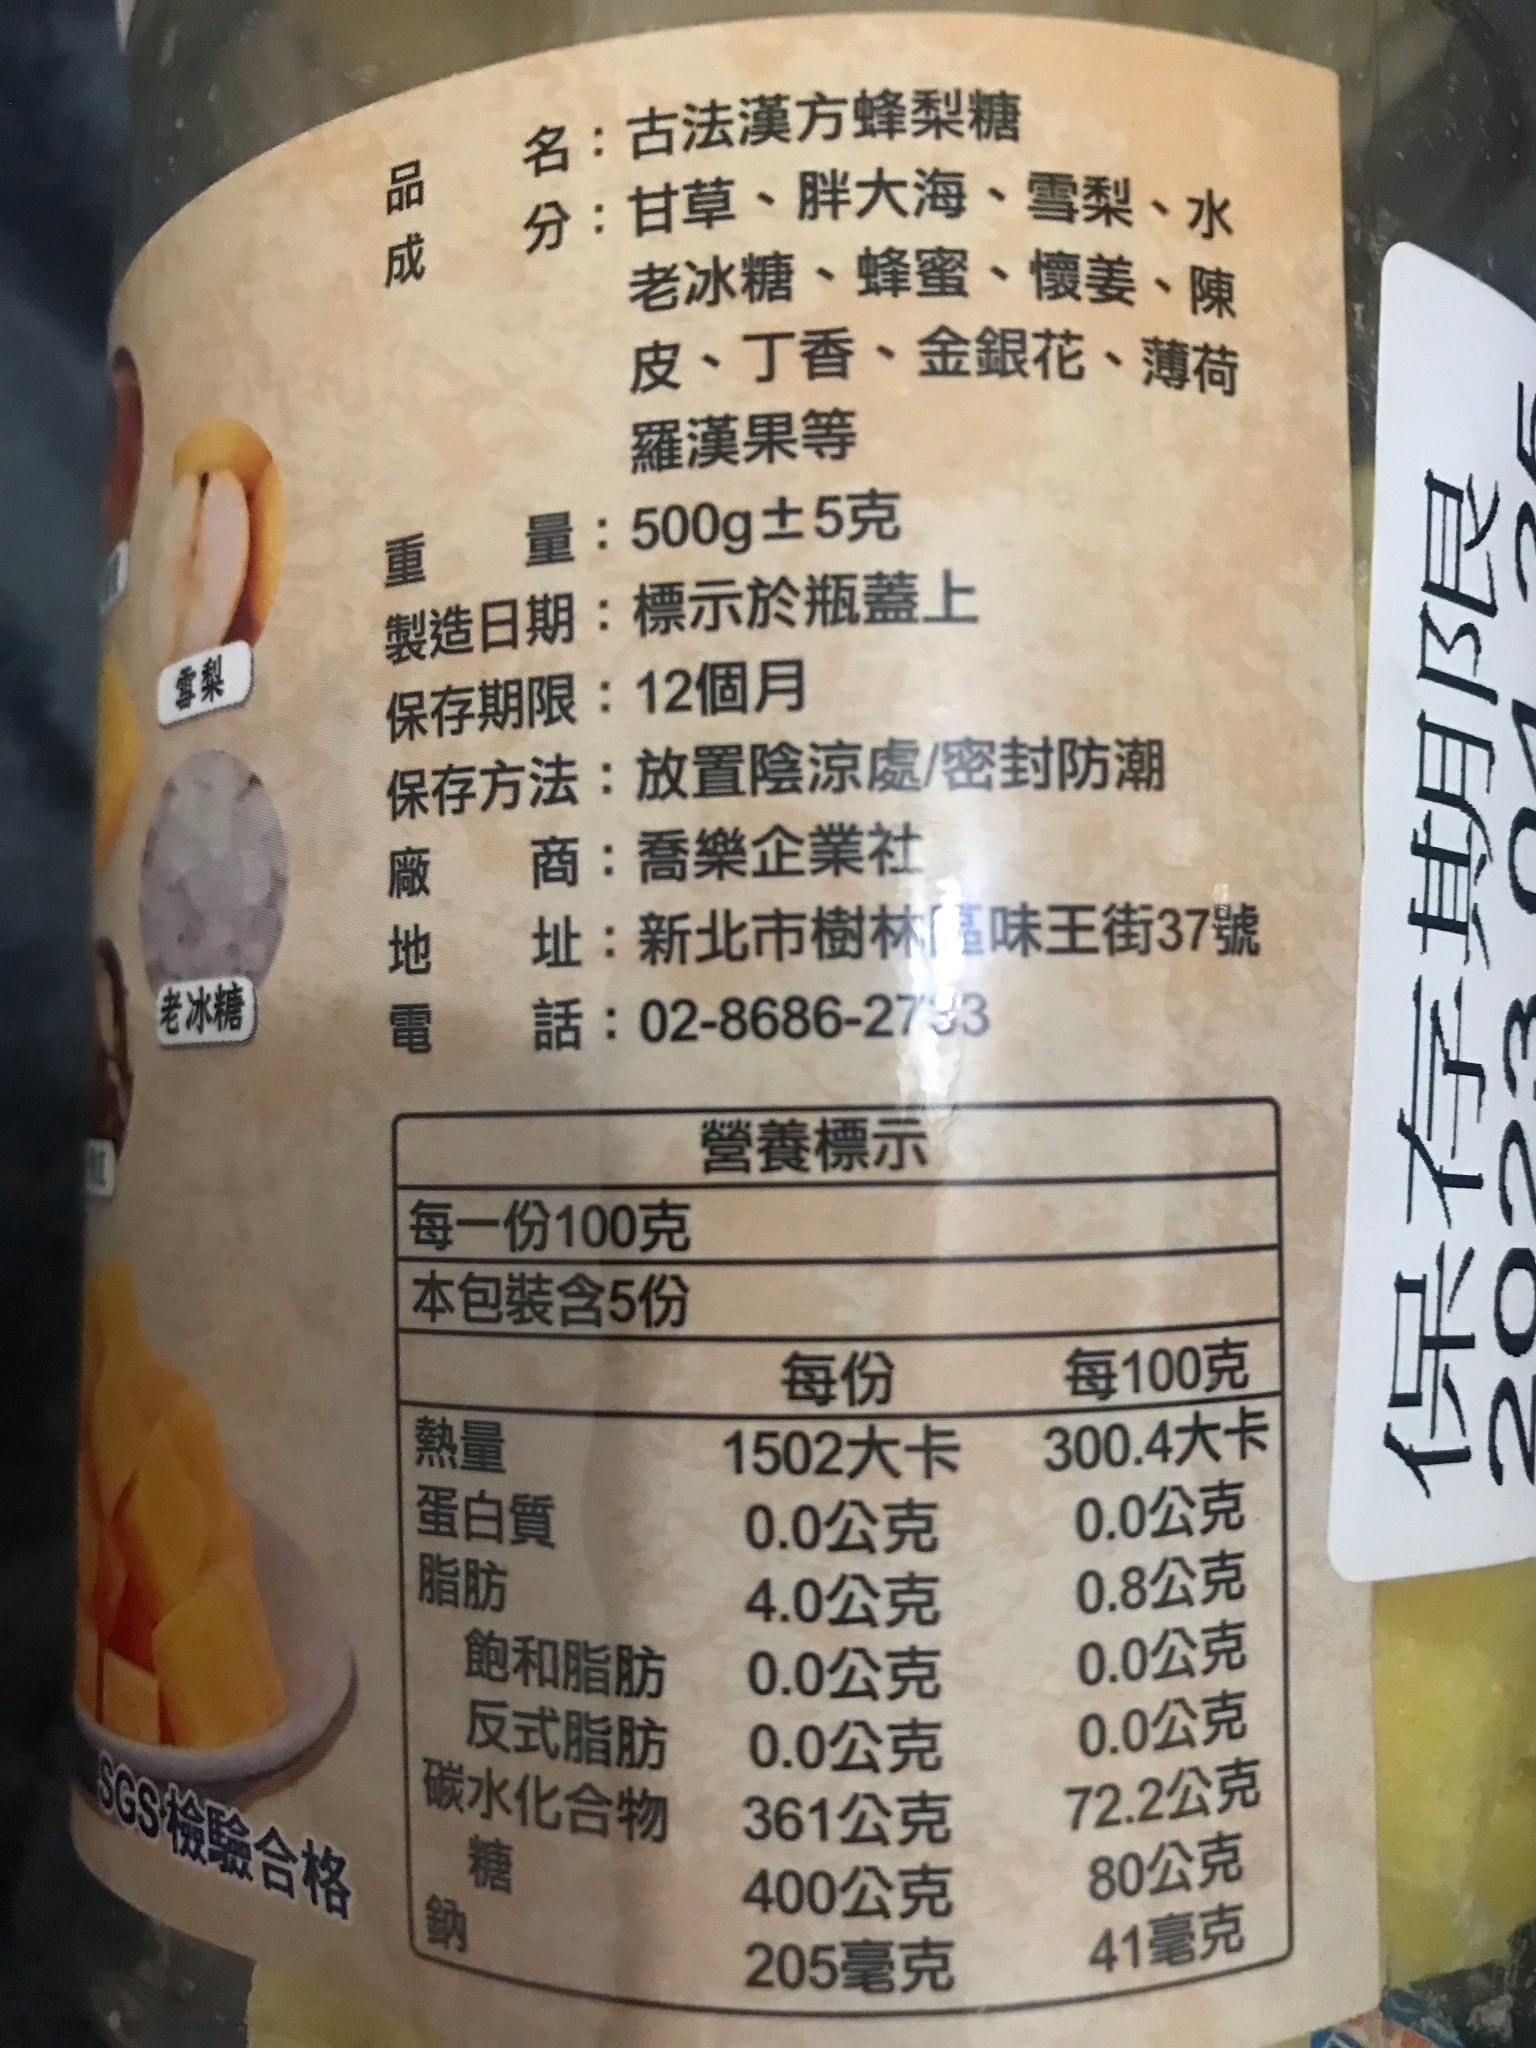 品名：古法漢方蜂梨糖
成分：甘草、胖大海、雪梨、水
老冰糖、蜂蜜、懷姜、陳
皮、丁香、金銀花、薄荷
羅漢果等
重量：500g±5克
製造日期：標示於瓶蓋上
保存期限：12個月
保存方法：放置陰涼處/密封防潮
廠商：喬樂企業社
地址：新北市樹林區味王街37號
電話：02-8686-27
營養標示
每一份100克
本包裝含5份
每份 每100克
熱量 1502大卡 300.4大卡
蛋白質 0.0公克 0.0公克
脂肪 4.0公克 0.8公克
飽和脂肪 0.0公克 0.0公克
反式脂肪 0.0公克 0.0公克
碳水化合物 361公克 72.2公克
糖 400公克 80公克
鈉 205毫克 41毫克
雪梨
老冰糖
SGS檢驗合格
保存期限
2023